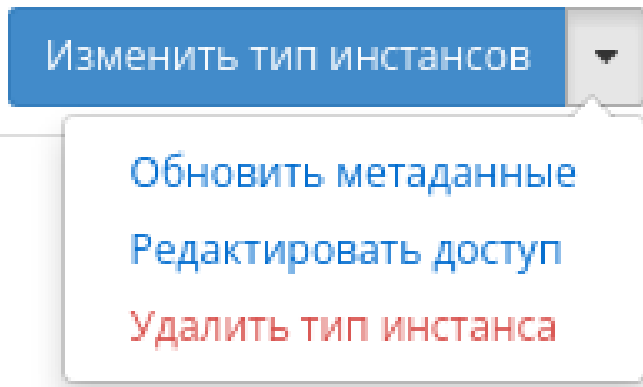 Изменить тип инстансов
Обновить метаданные
Редактировать доступ
Удалить тип инстанса